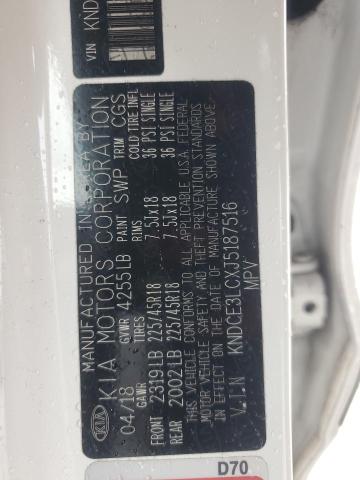 VIN KND
MANUFACTURED IN KOREA BY
KIA KIA MOTORS CORPORATION
04/18 GVWR 4255LB PAINT SWP TRIM CGS
GAWR TIRES RIMS COLD TIRE INFL
FRONT 2319LB 225/45R18 7.5Jx18 36 PSI SINGLE
REAR 2002LB 225/45R18 7.5Jx18 36 PSI SINGLE
THIS VEHICLE CONFORMS TO ALL APPLICABLE U.S.A. FEDERAL
MOTOR VEHICLE SAFETY AND THEFT PREVENTION STANDARDS
IN EFFECT ON THE DATE OF MANUFACTURE SHOWN ABOVE.
V.I.N KNDCE3LCXJ5187516
MPV
D70